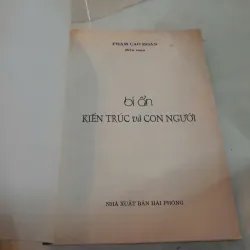 PHẠM CAO HOÀN
Biên soạn
bí ẩn
KIẾN TRÚC và CON NGƯỜI
NHÀ XUẤT BẢN HẢI PHÒNG